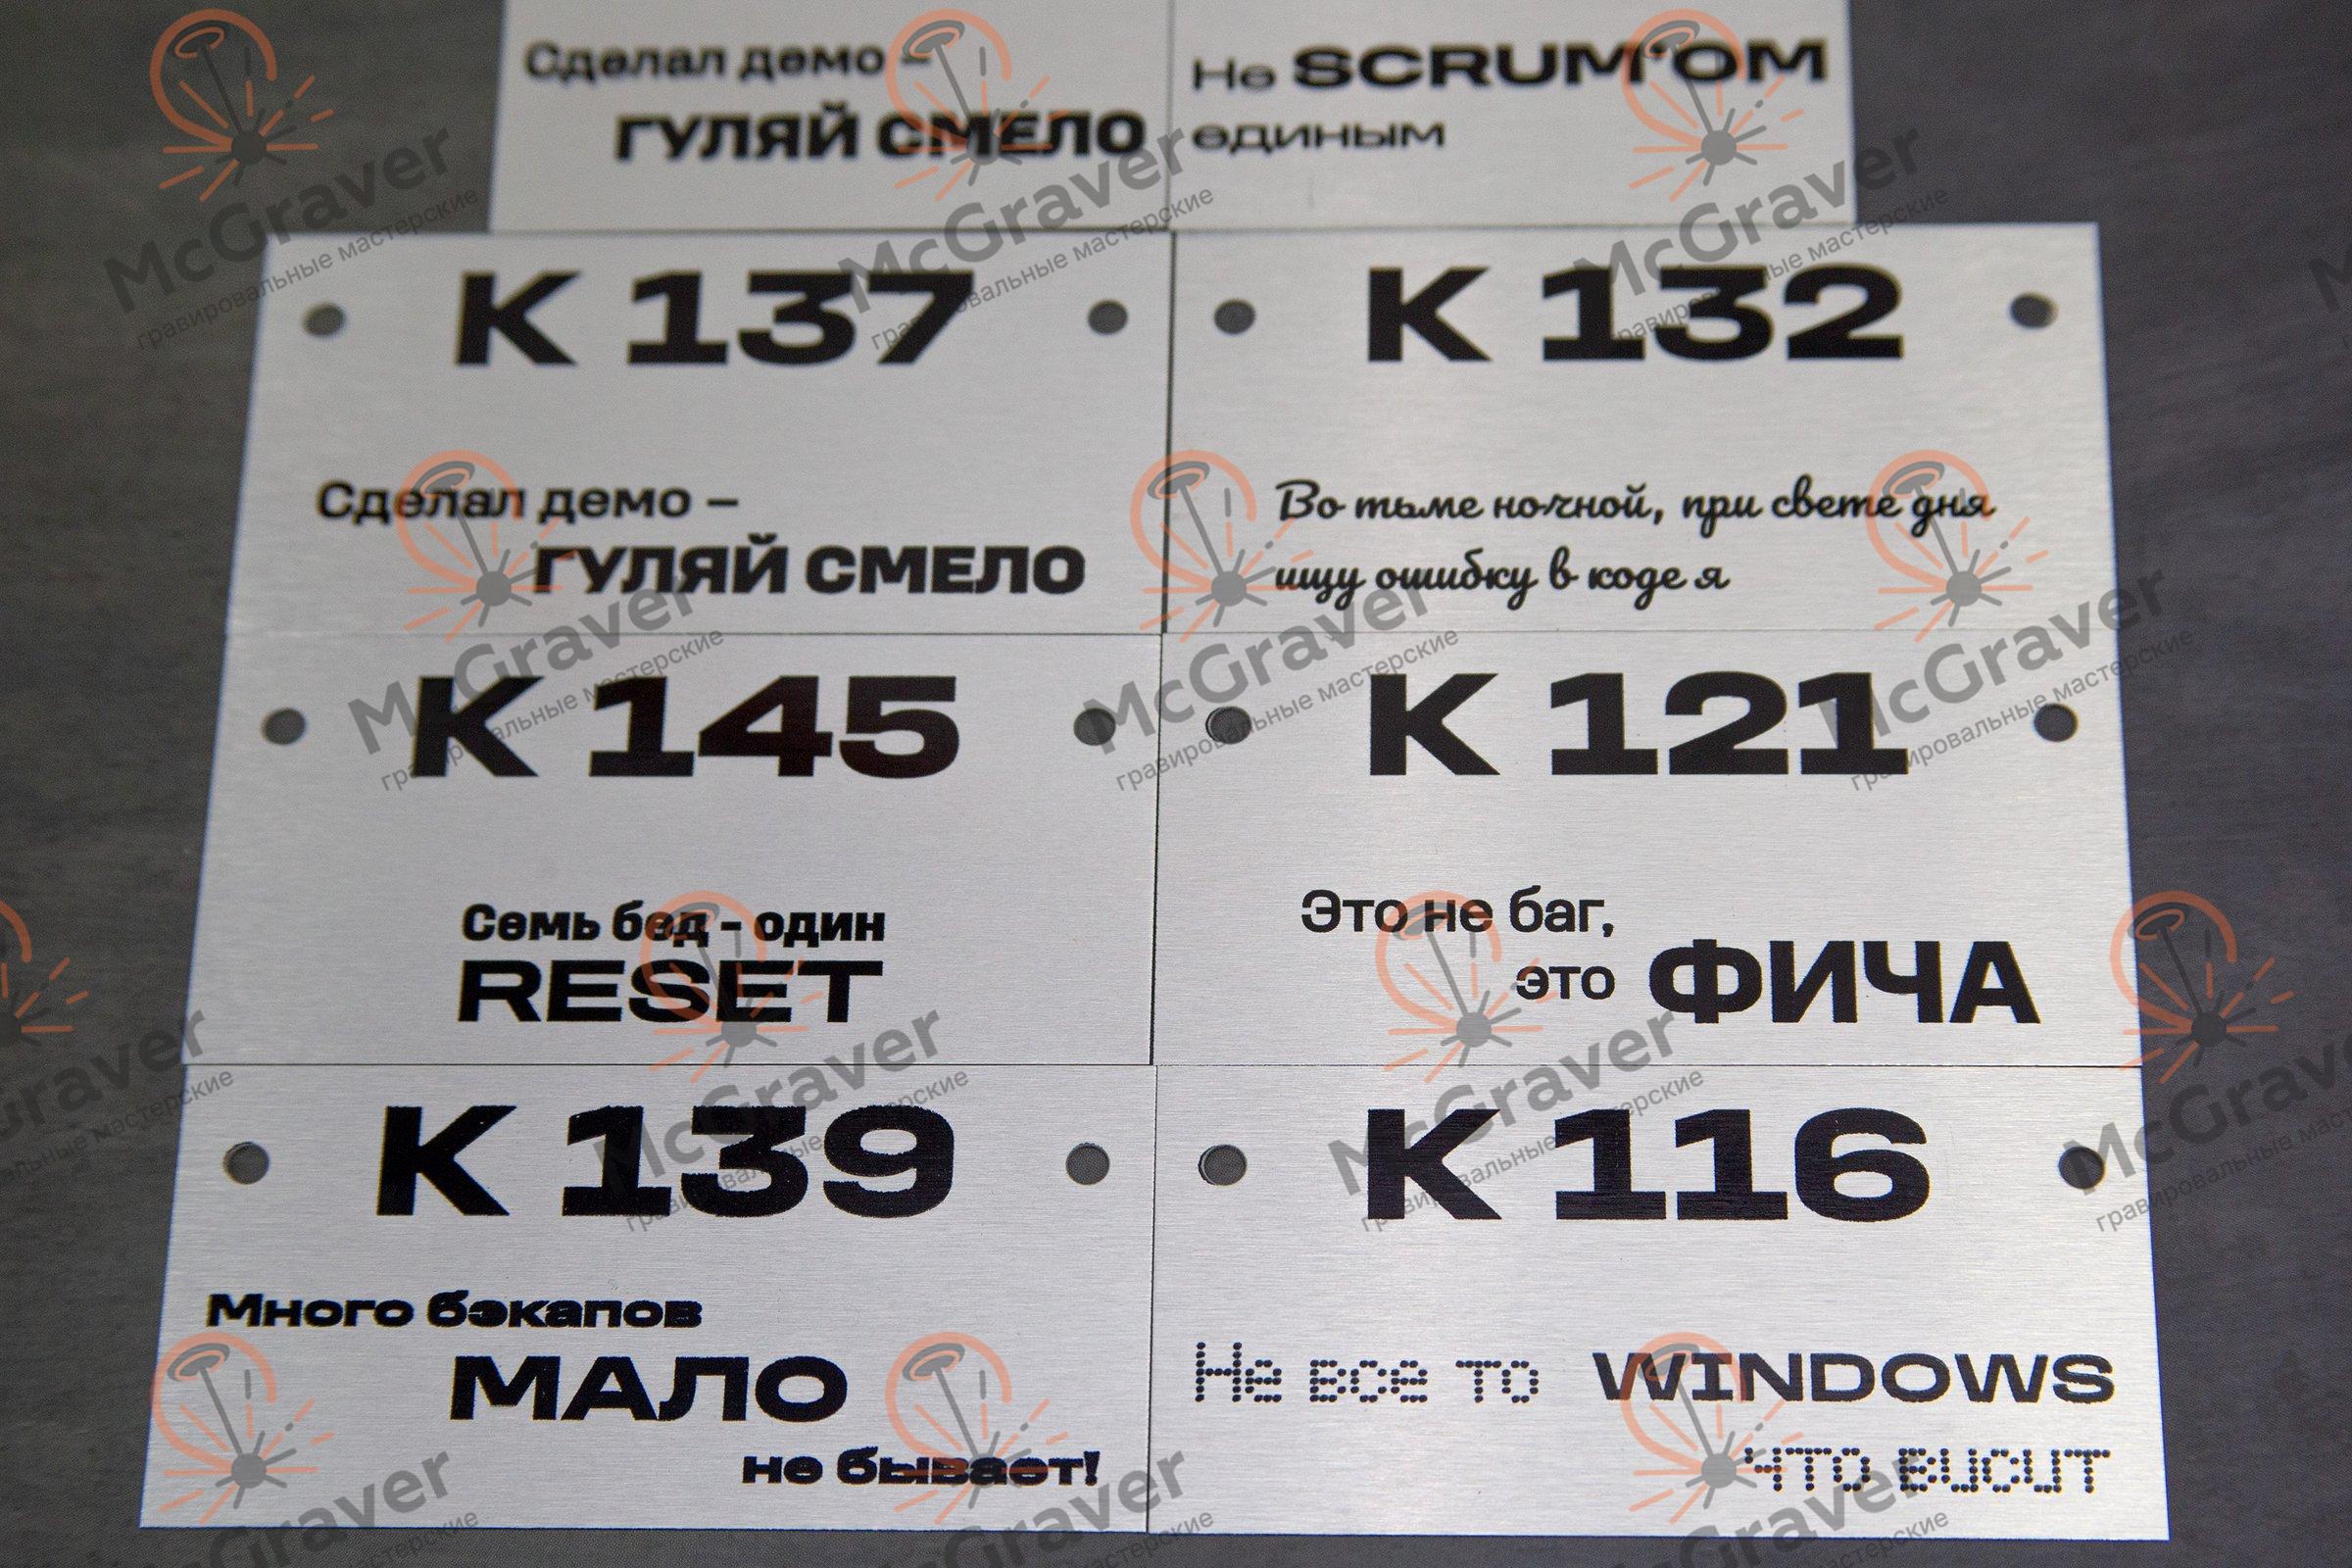 Сделал демо –
ГУЛЯЙ СМЕЛО
Не SCRUM'ОМ
единым
К 137
Сделал демо –
ГУЛЯЙ СМЕЛО
К 132
Во тьме ночной, при свете дня
ищу ошибку в коде я
К 145
Семь бед - один
RESET
К 121
Это не баг,
это ФИЧА
К 139
Много бэкапов
МАЛО
не бывает!
К 116
Не все то WINDOWS
что висит
McGraver
гравировальные мастерские